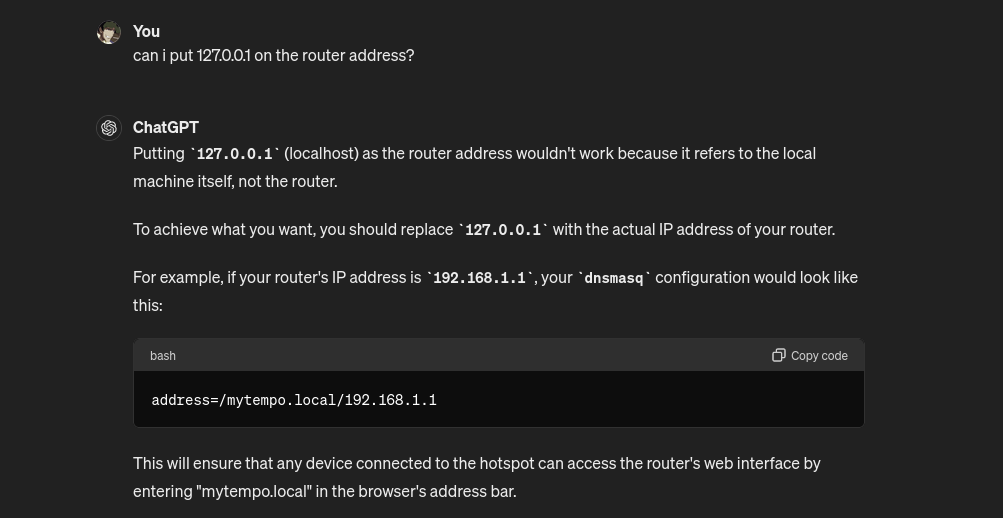 You
can i put 127.0.0.1 on the router address?
ChatGPT
Putting `127.0.0.1` (localhost) as the router address wouldn't work because it refers to the local
machine itself, not the router.
To achieve what you want, you should replace `127.0.0.1` with the actual IP address of your router.
For example, if your router's IP address is `192.168.1.1`, your `dnsmasq` configuration would look like
this:
bash Copy code
address=/mytempo.local/192.168.1.1
This will ensure that any device connected to the hotspot can access the router's web interface by
entering "mytempo.local" in the browser's address bar.